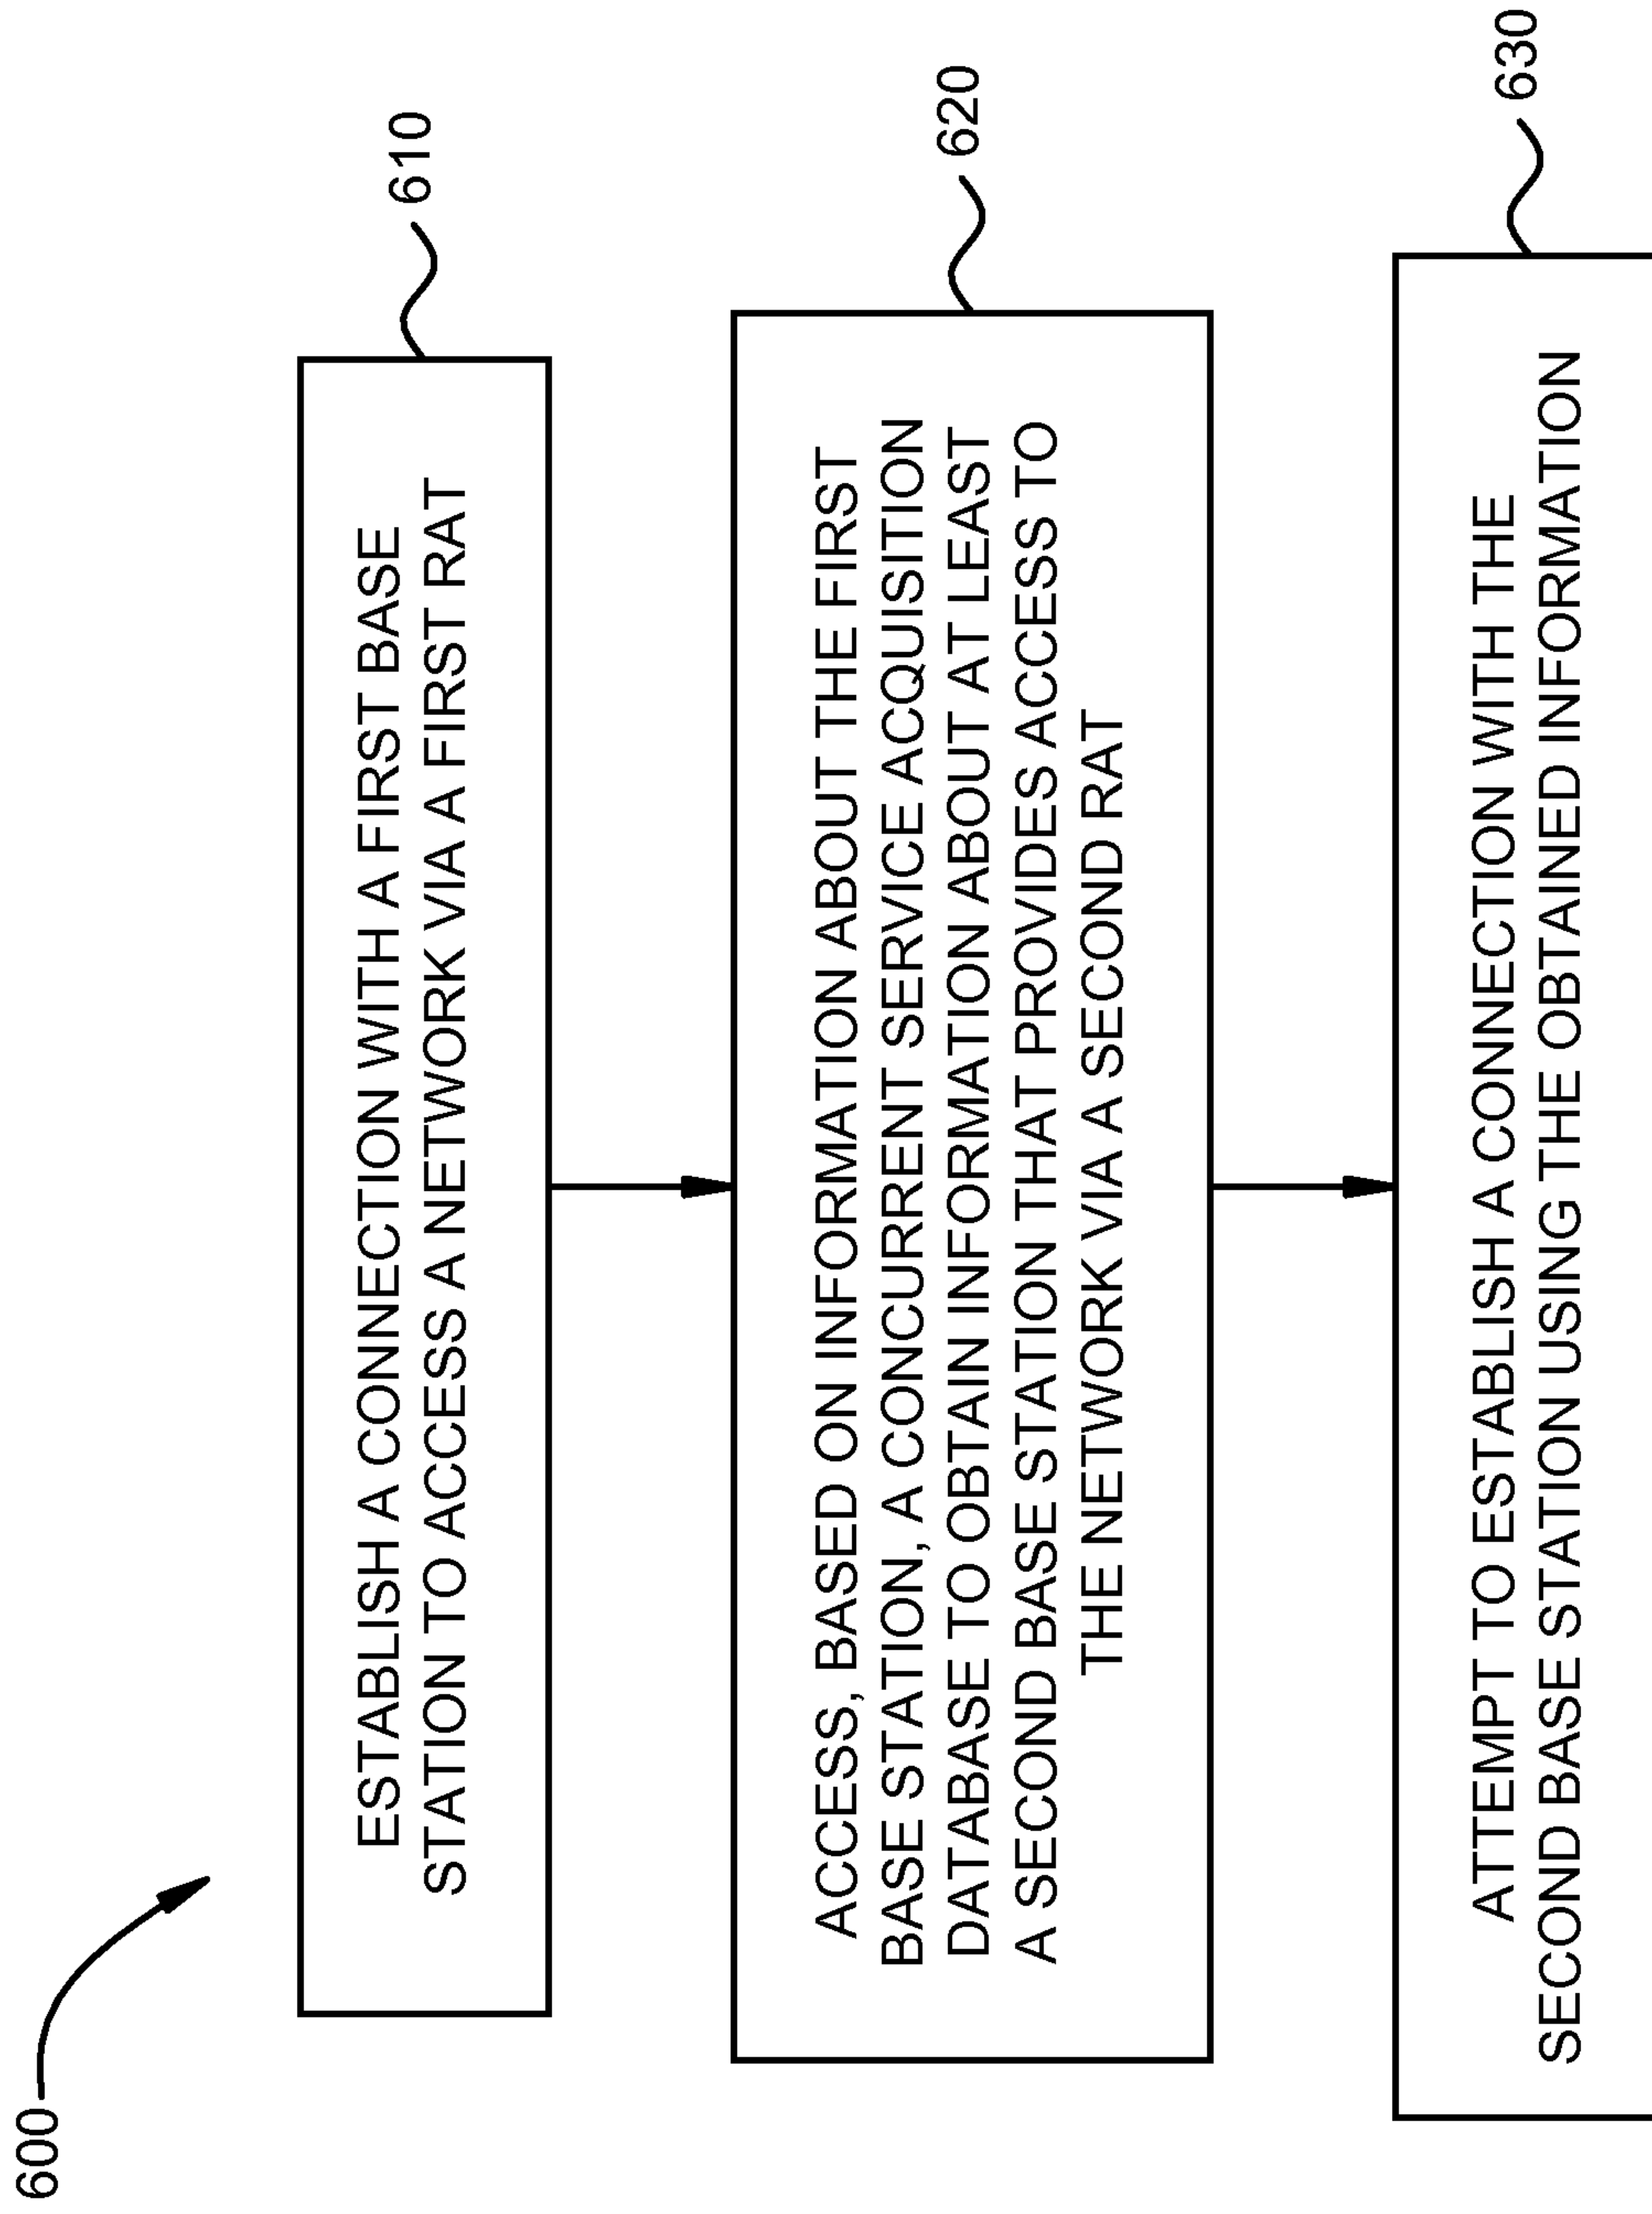 600
ESTABLISH A CONNECTION WITH A FIRST BASE
STATION TO ACCESS A NETWORK VIA A FIRST RAT
610
ACCESS, BASED ON INFORMATION ABOUT THE FIRST
BASE STATION, A CONCURRENT SERVICE ACQUISITION
DATABASE TO OBTAIN INFORMATION ABOUT AT LEAST
A SECOND BASE STATION THAT PROVIDES ACCESS TO
THE NETWORK VIA A SECOND RAT
620
ATTEMPT TO ESTABLISH A CONNECTION WITH THE
SECOND BASE STATION USING THE OBTAINED INFORMATION
630